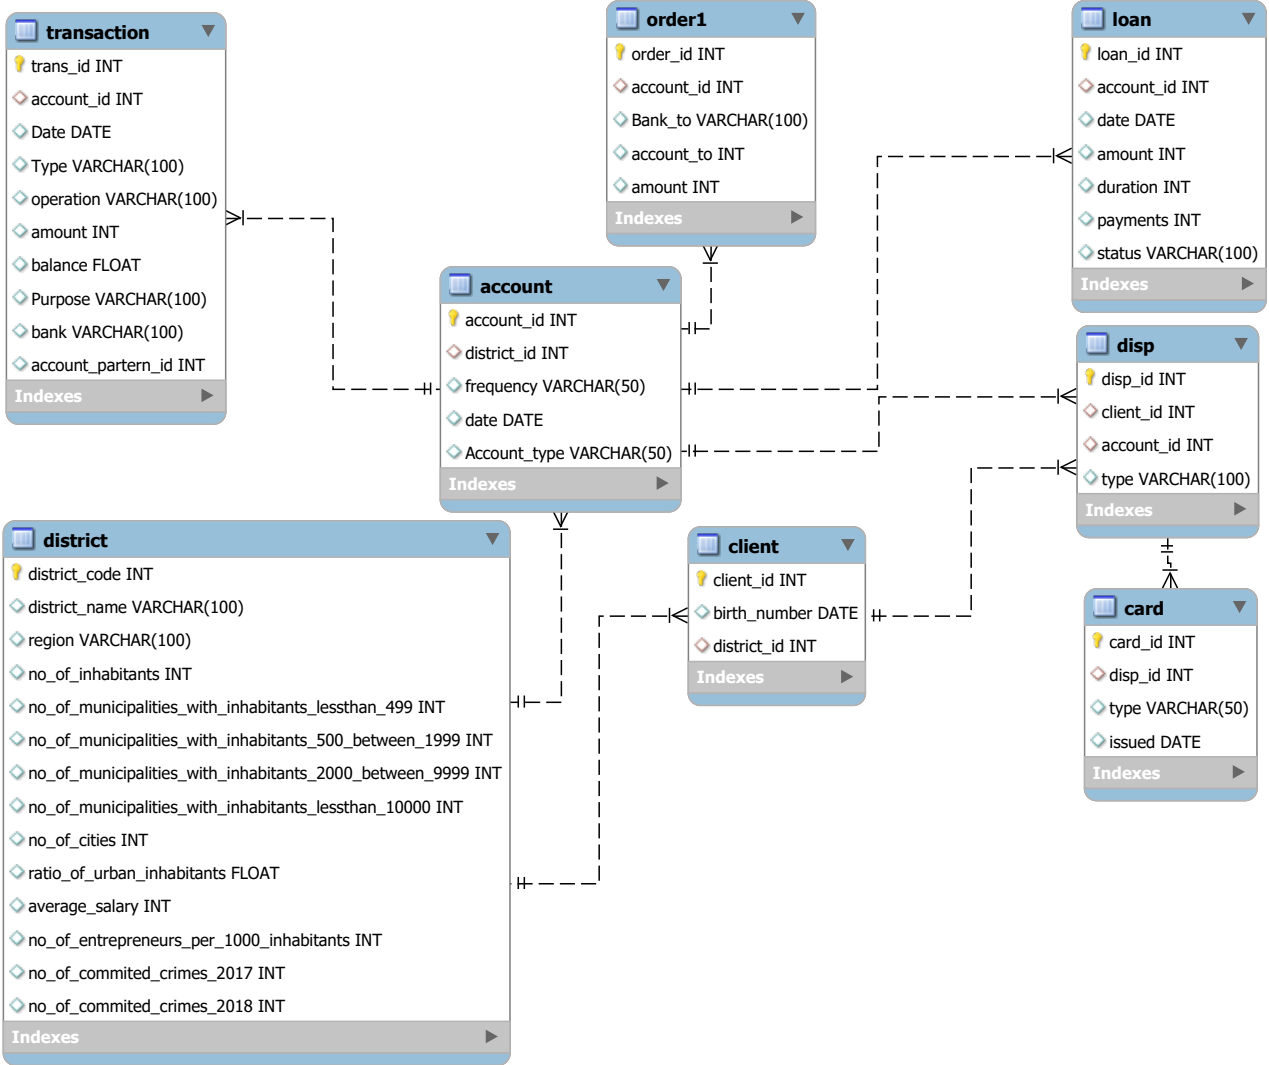 transaction
trans_id INT
account_id INT
Date DATE
Type VARCHAR(100)
operation VARCHAR(100)
amount INT
balance FLOAT
Purpose VARCHAR(100)
bank VARCHAR(100)
account_partern_id INT
Indexes
order1
order_id INT
account_id INT
Bank_to VARCHAR(100)
account_to INT
amount INT
Indexes
loan
loan_id INT
account_id INT
date DATE
amount INT
duration INT
payments INT
status VARCHAR(100)
Indexes
account
account_id INT
district_id INT
frequency VARCHAR(50)
date DATE
Account_type VARCHAR(50)
Indexes
disp
disp_id INT
client_id INT
account_id INT
type VARCHAR(100)
Indexes
district
district_code INT
district_name VARCHAR(100)
region VARCHAR(100)
no_of_inhabitants INT
no_of_municipalities_with_inhabitants_lessthan_499 INT
no_of_municipalities_with_inhabitants_500_between_1999 INT
no_of_municipalities_with_inhabitants_2000_between_9999 INT
no_of_municipalities_with_inhabitants_lessthan_10000 INT
no_of_cities INT
ratio_of_urban_inhabitants FLOAT
average_salary INT
no_of_entrepreneurs_per_1000_inhabitants INT
no_of_commited_crimes_2017 INT
no_of_commited_crimes_2018 INT
Indexes
client
client_id INT
birth_number DATE
district_id INT
Indexes
card
card_id INT
disp_id INT
type VARCHAR(50)
issued DATE
Indexes